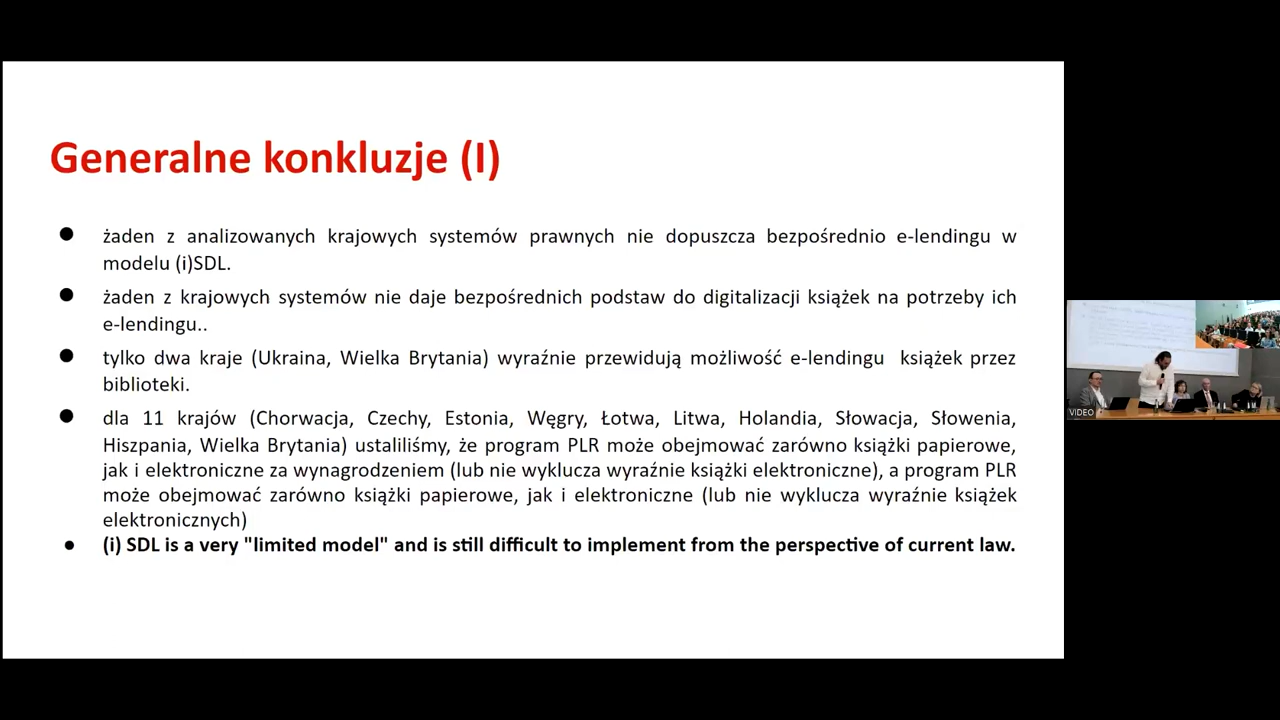 Generalne konkluzje (I)
● żaden z analizowanych krajowych systemów prawnych nie dopuszcza bezpośrednio e-lendingu w
modelu (i)SDL.
● żaden z krajowych systemów nie daje bezpośrednich podstaw do digitalizacji książek na potrzeby ich
e-lendingu..
● tylko dwa kraje (Ukraina, Wielka Brytania) wyraźnie przewidują możliwość e-lendingu książek przez
biblioteki.
● dla 11 krajów (Chorwacja, Czechy, Estonia, Węgry, Łotwa, Litwa, Holandia, Słowacja, Słowenia,
Hiszpania, Wielka Brytania) ustaliliśmy, że program PLR może obejmować zarówno książki papierowe,
jak i elektroniczne za wynagrodzeniem (lub nie wyklucza wyraźnie książki elektroniczne), a program PLR
może obejmować zarówno książki papierowe, jak i elektroniczne (lub nie wyklucza wyraźnie książek
elektronicznych)
● (i) SDL is a very "limited model" and is still difficult to implement from the perspective of current law.
VIDEO